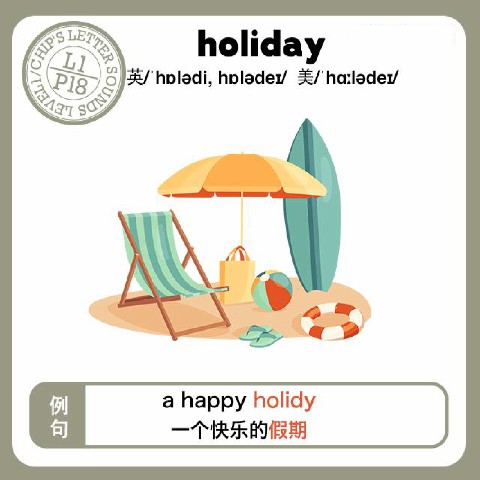 holiday
CHIP'S LETTER SOUNDS LEVEL1/
L1
P18
英/ˈhɒlədi, hɒlədeɪ/ 美/ˈhɑːlədeɪ/
例句
a happy holidy
一个快乐的假期